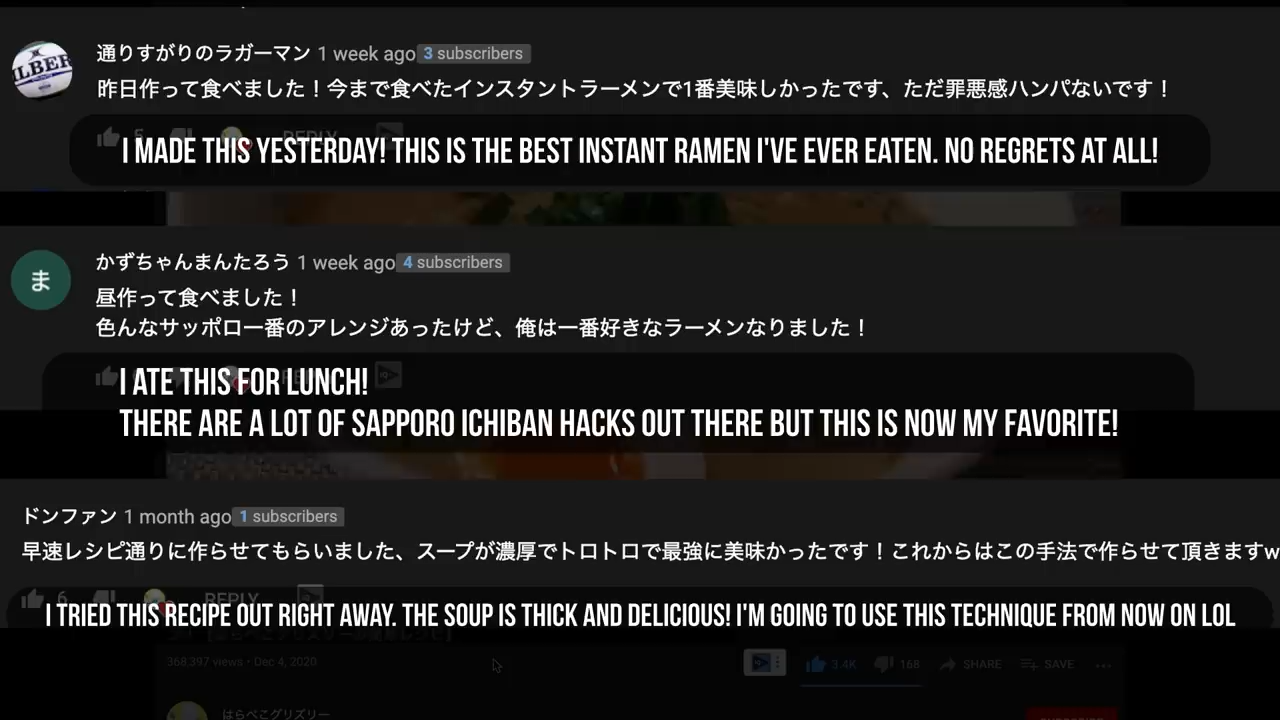 通りすがりのラガーマン 1 week ago 3 subscribers
昨日作って食べました！今まで食べたインスタントラーメンで1番美味しかったです、ただ罪悪感ハンパないです！
5 REPLY
I MADE THIS YESTERDAY! THIS IS THE BEST INSTANT RAMEN I'VE EVER EATEN. NO REGRETS AT ALL!
ま かずちゃんまんたろう 1 week ago 4 subscribers
昼作って食べました！
色んなサッポロ一番のアレンジあったけど、俺は一番好きなラーメンなりました！
I ATE THIS FOR LUNCH!
THERE ARE A LOT OF SAPPORO ICHIBAN HACKS OUT THERE BUT THIS IS NOW MY FAVORITE!
ドンファン 1 month ago 1 subscribers
早速レシピ通りに作らせてもらいました、スープが濃厚でトロトロで最強に美味かったです！これからはこの手法で作らせて頂きますw
6 REPLY
I TRIED THIS RECIPE OUT RIGHT AWAY. THE SOUP IS THICK AND DELICIOUS! I'M GOING TO USE THIS TECHNIQUE FROM NOW ON LOL
368,397 views • Dec 4, 2020 3.4K 168 SHARE SAVE
はらぺこグリズリー